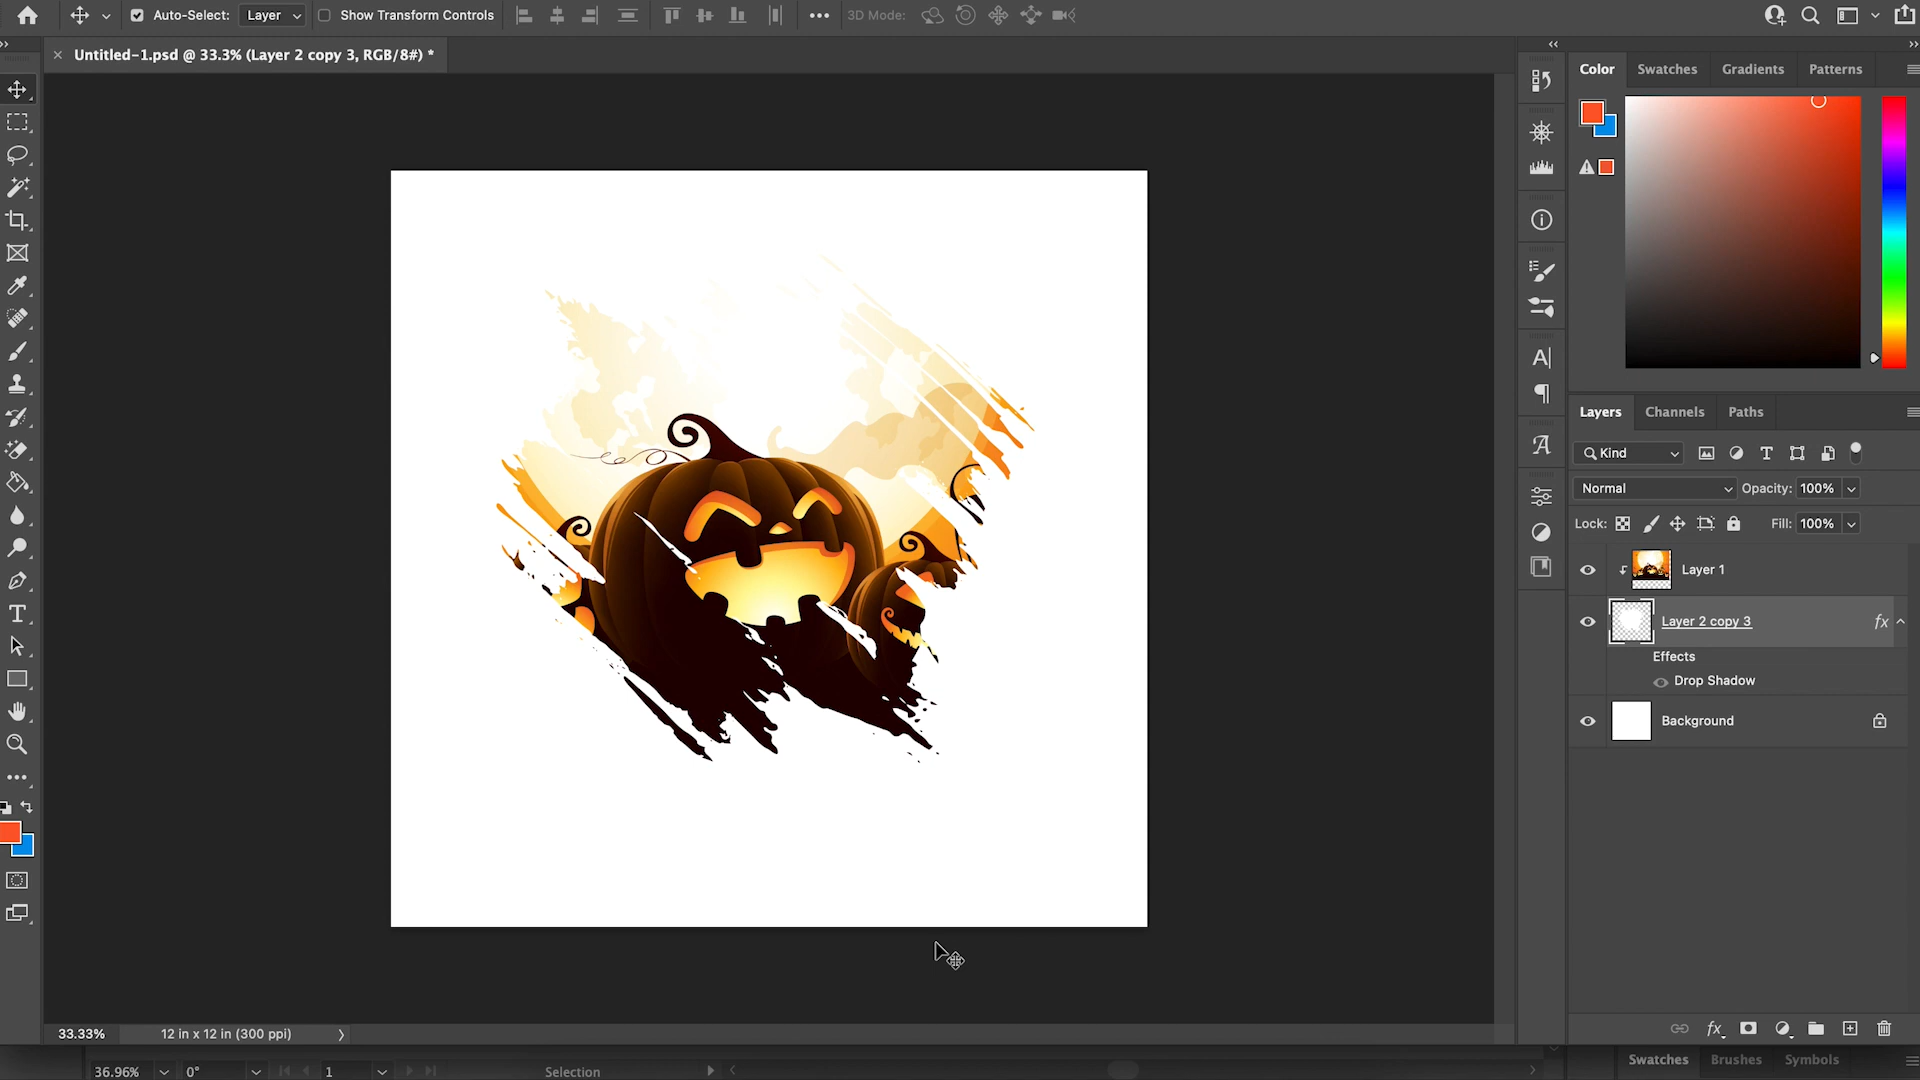 Auto-Select:
Layer
Show Transform Controls
3D Mode:
Untitled-1.psd @ 33.3% (Layer 2 copy 3, RGB/8#) *
Color
Swatches
Gradients
Patterns
Layers
Channels
Paths
Kind
Normal
Opacity: 100%
Lock:
Fill: 100%
Layer 1
Layer 2 copy 3
fx
Effects
Drop Shadow
Background
33.33%
12 in x 12 in (300 ppi)
fx
36.96%
0°
1
Selection
Swatches
Brushes
Symbols